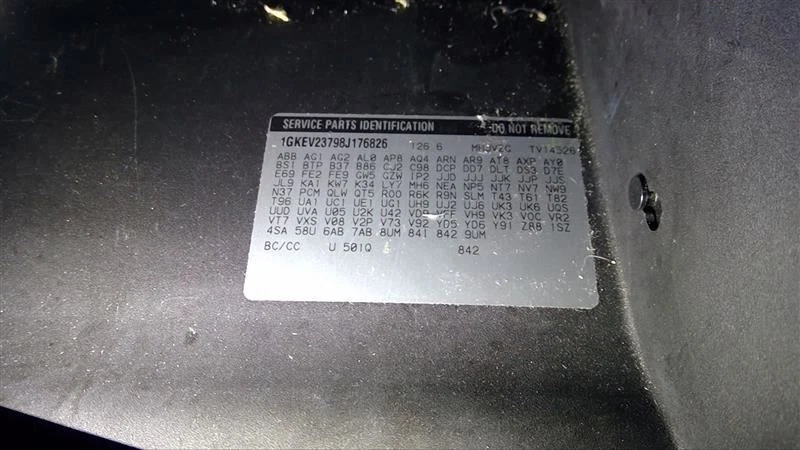 SERVICE PARTS IDENTIFICATION DO NOT REMOVE
1GKEV23798J176826 126.6 TV14526
ABB AG1 AG2 AL0 AP8 AQ4 ARN AR9 AT8 AXP AY0
BS1 BTP B37 B86 CJ2 C98 DCP DD7 DLT DS3 D7E
E69 FE2 FE9 GW5 GZW IP2 JJD JJJ JJK JJP JJS
JL9 KA1 KW7 K34 LY7 MH6 NEA NP5 NT7 NV7 NW9
N37 PCM QLW QT5 R00 R6K R9N SLM T43 T61 T82
T96 UA1 UC1 UE1 UG1 UH9 UJ2 UJ6 UK3 UK6 UQS
UUD UVA U05 U2K U42 VH9 VK3 VOC VR2
VT7 VXS V08 V2P V73 V92 YD5 YD6 Y91 Z88 1SZ
4SA 58U 6AB 7AB 8UM 841 842 9UM
BC/CC U 501Q 842